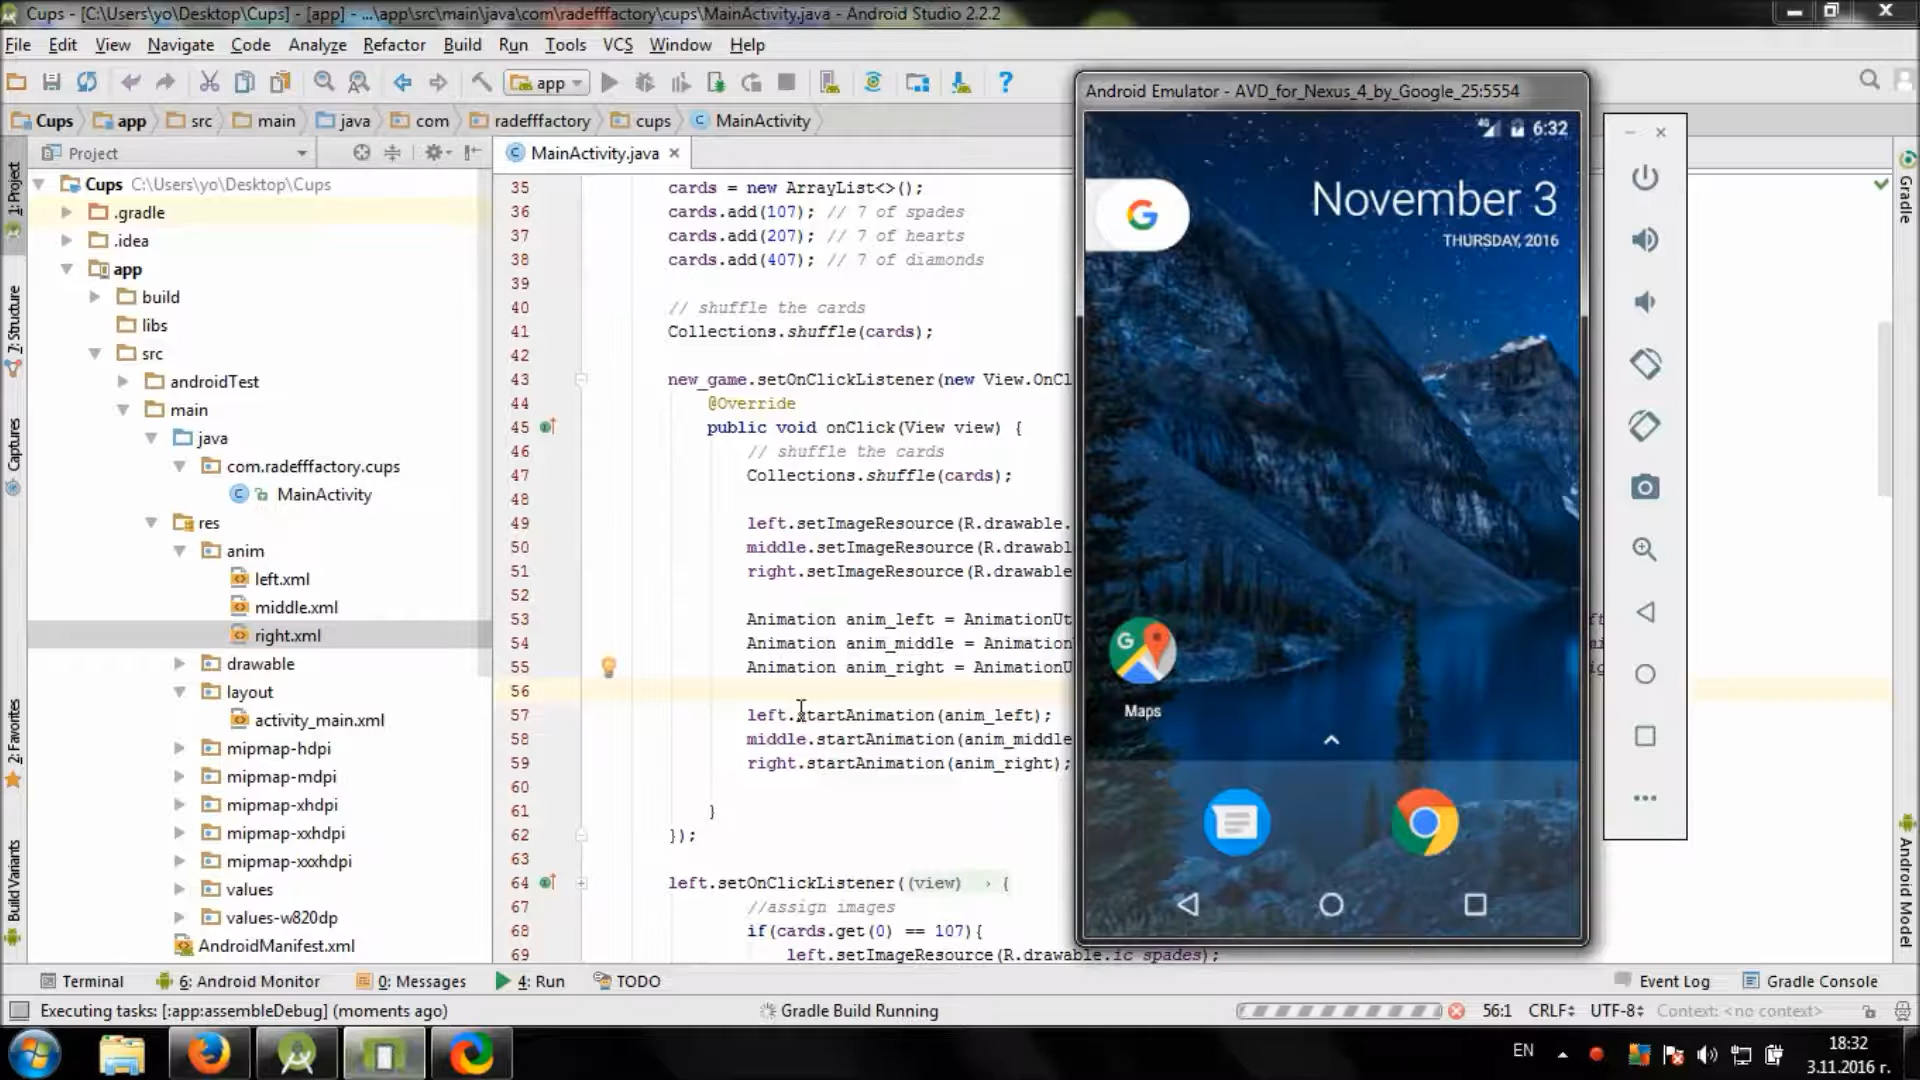 Cups - [C:\Users\yo\Desktop\Cups] - [app] - ...\app\src\main\java\com\radefffactory\cups\MainActivity.java - Android Studio 2.2.2
File Edit View Navigate Code Analyze Refactor Build Run Tools VCS Window Help
app
Cups app src main java com radefffactory cups MainActivity
Project
MainActivity.java
1: Project
7: Structure
Captures
2: Favorites
Build Variants
Cups C:\Users\yo\Desktop\Cups
.gradle
.idea
app
build
libs
src
androidTest
main
java
com.radefffactory.cups
MainActivity
res
anim
left.xml
middle.xml
right.xml
drawable
layout
activity_main.xml
mipmap-hdpi
mipmap-mdpi
mipmap-xhdpi
mipmap-xxhdpi
mipmap-xxxhdpi
values
values-w820dp
AndroidManifest.xml
35 cards = new ArrayList<>();
36 cards.add(107); // 7 of spades
37 cards.add(207); // 7 of hearts
38 cards.add(407); // 7 of diamonds
39
40 // shuffle the cards
41 Collections.shuffle(cards);
42
43 new_game.setOnClickListener(new View.OnCl
44 @Override
45 public void onClick(View view) {
46 // shuffle the cards
47 Collections.shuffle(cards);
48
49 left.setImageResource(R.drawable.
50 middle.setImageResource(R.drawabl
51 right.setImageResource(R.drawable
52
53 Animation anim_left = AnimationUt
54 Animation anim_middle = Animation
55 Animation anim_right = AnimationU
56
57 left.startAnimation(anim_left);
58 middle.startAnimation(anim_middle
59 right.startAnimation(anim_right);
60
61 }
62 });
63
64 left.setOnClickListener((view) → {
67 //assign images
68 if(cards.get(0) == 107){
69 left.setImageResource(R.drawable.ic_spades);
Android Emulator - AVD_for_Nexus_4_by_Google_25:5554
4G 6:32
G
November 3
THURSDAY, 2016
G
Maps
Gradle
Android Model
Terminal 6: Android Monitor 0: Messages 4: Run TODO Event Log Gradle Console
Executing tasks: [:app:assembleDebug] (moments ago) Gradle Build Running 56:1 CRLF UTF-8 Context: <no context>
EN 18:32
3.11.2016 г.